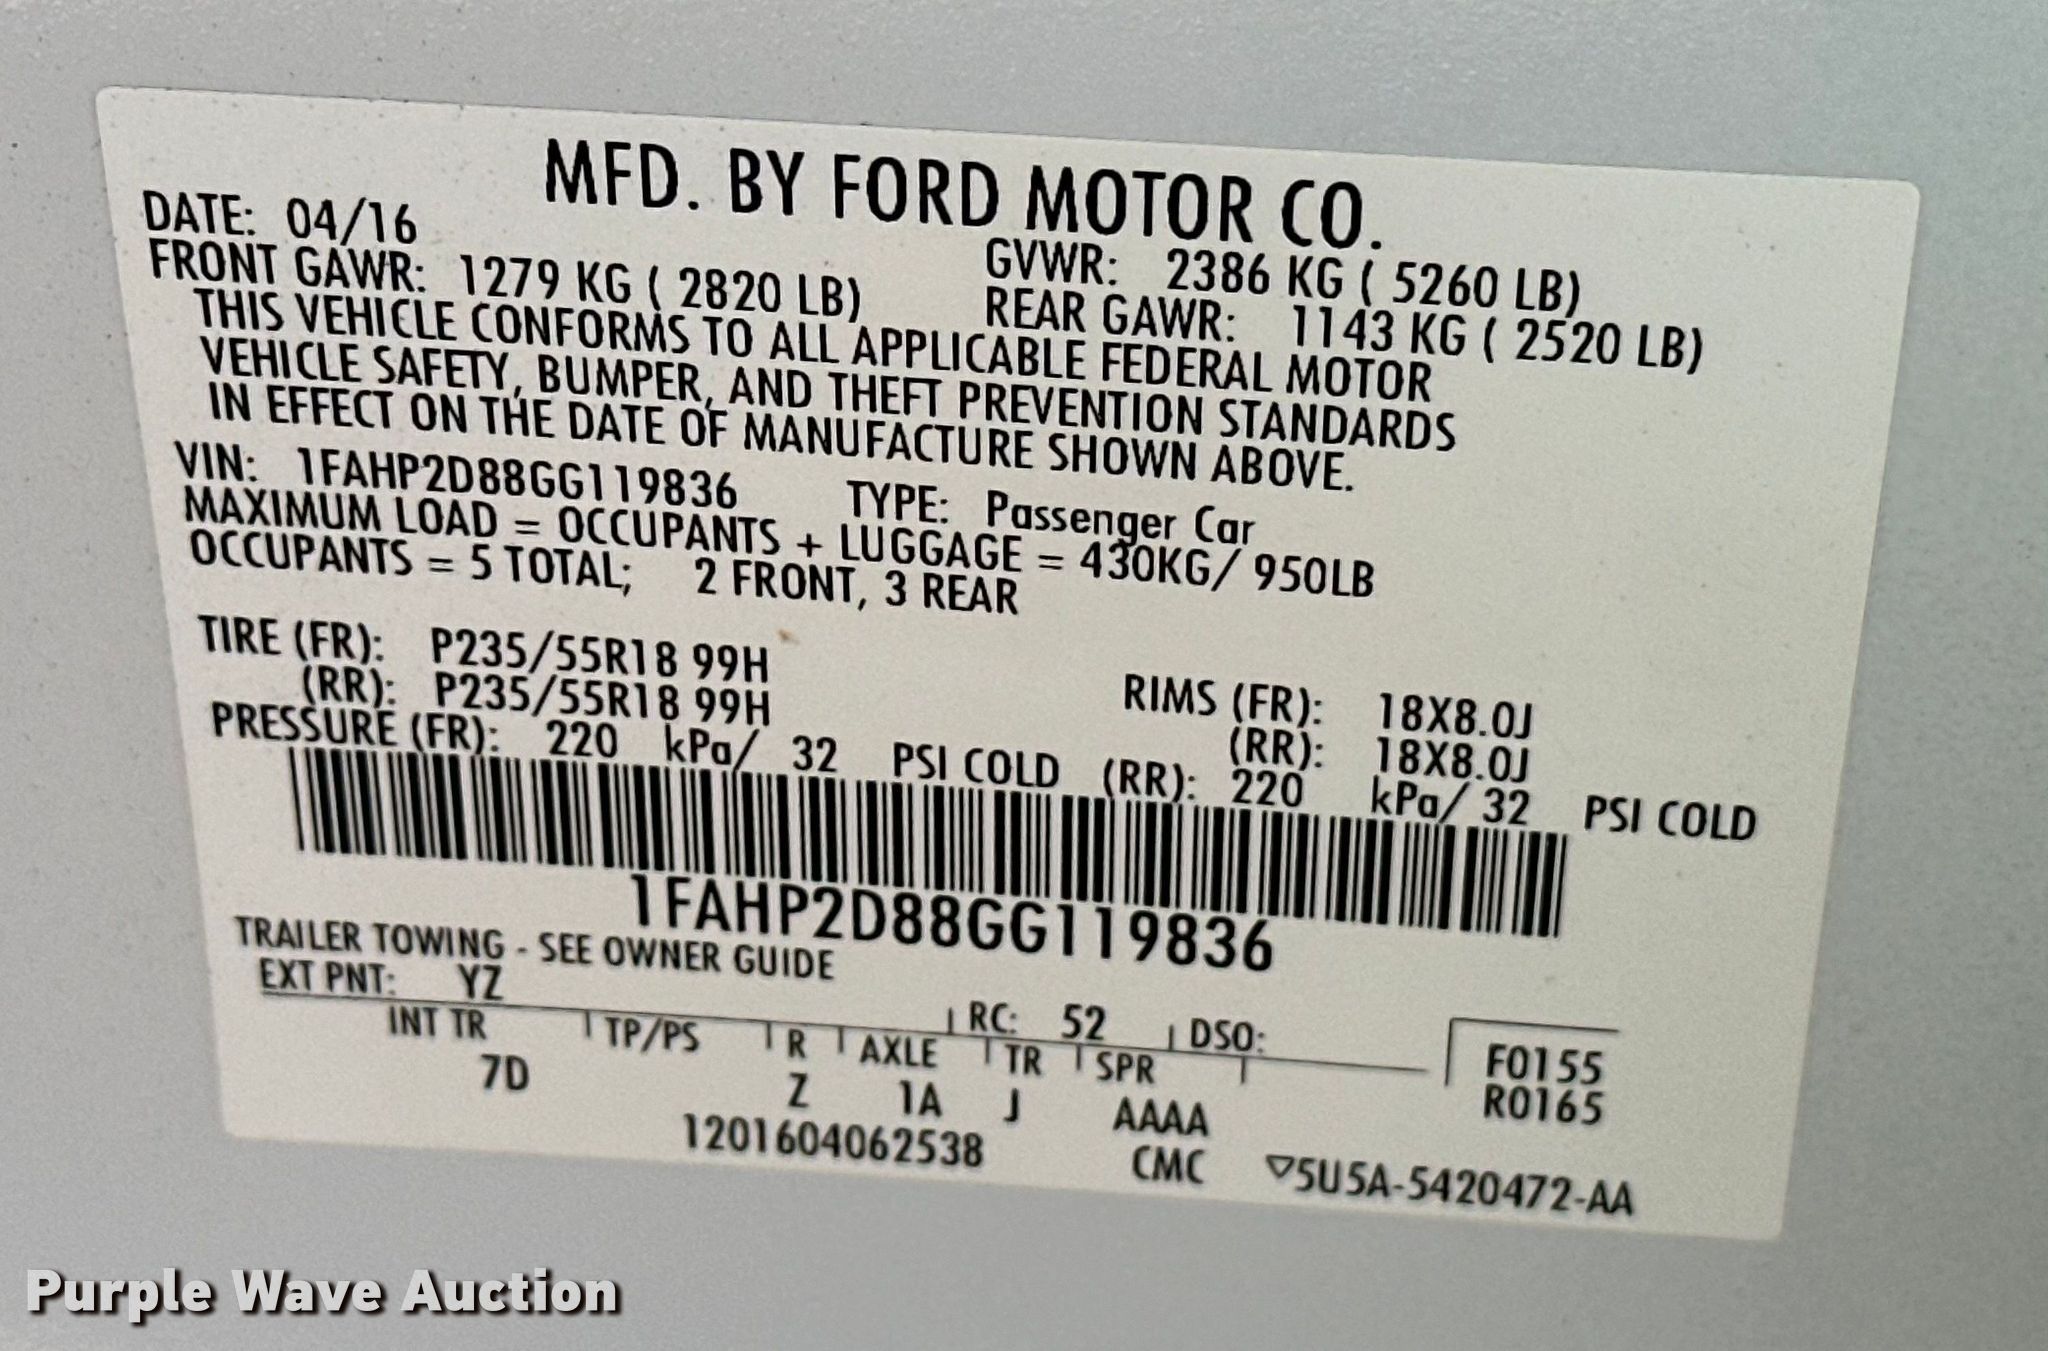 MFD. BY FORD MOTOR CO.
DATE: 04/16 GVWR: 2386 KG ( 5260 LB)
FRONT GAWR: 1279 KG ( 2820 LB) REAR GAWR: 1143 KG ( 2520 LB)
THIS VEHICLE CONFORMS TO ALL APPLICABLE FEDERAL MOTOR
VEHICLE SAFETY, BUMPER, AND THEFT PREVENTION STANDARDS
IN EFFECT ON THE DATE OF MANUFACTURE SHOWN ABOVE.
VIN: 1FAHP2D88GG119836 TYPE: Passenger Car
MAXIMUM LOAD = OCCUPANTS + LUGGAGE = 430KG/ 950LB
OCCUPANTS = 5 TOTAL; 2 FRONT, 3 REAR
TIRE (FR): P235/55R18 99H RIMS (FR): 18X8.0J
(RR): P235/55R18 99H (RR): 18X8.0J
PRESSURE (FR): 220 kPa/ 32 PSI COLD (RR): 220 kPa/ 32 PSI COLD
1FAHP2D88GG119836
TRAILER TOWING - SEE OWNER GUIDE
EXT PNT: YZ RC: 52 DSO:
INT TR TP/PS R AXLE TR SPR F0155
7D Z 1A J AAAA R0165
1201604062538 CMC ▽5U5A-5420472-AA
Purple Wave Auction